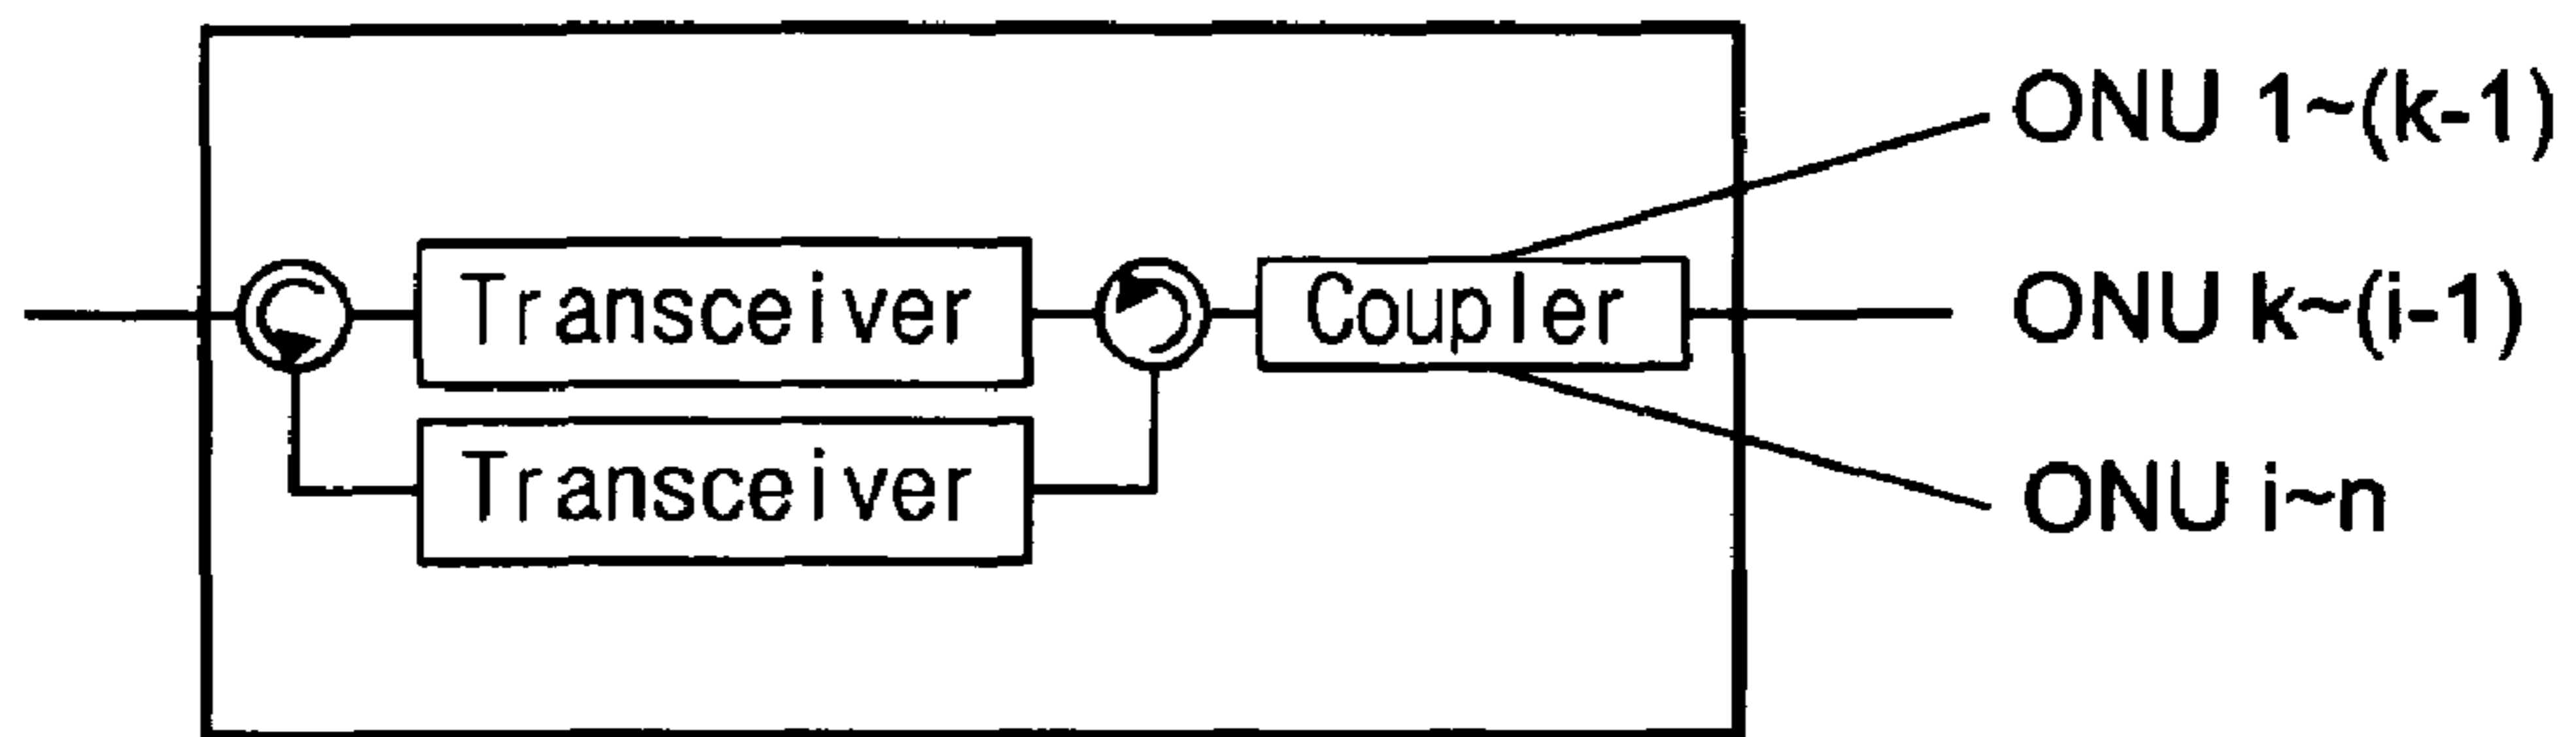 ONU 1~(k-1)
Transceiver
Coupler
ONU k~(i-1)
Transceiver
ONU i~n